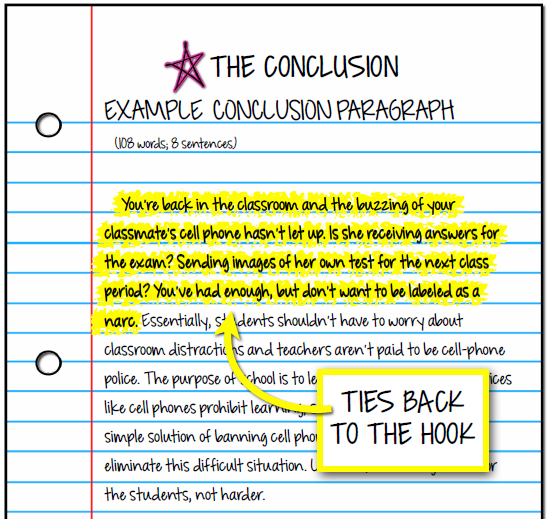 THE CONCLUSION
EXAMPLE CONCLUSION PARAGRAPH
(108 words; 8 sentences)
You're back in the classroom and the buzzing of your
classmate's cell phone hasn't let up. Is she receiving answers for
the exam? Sending images of her own test for the next class
period? You've had enough, but don't want to be labeled as a
narc. Essentially, students shouldn't have to worry about
classroom distractions and teachers aren't paid to be cell-phone
police. The purpose of school is to
like cell phones prohibit learning.
simple solution of banning cell
eliminate this difficult situation.
the students, not harder.
TIES BACK
TO THE HOOK